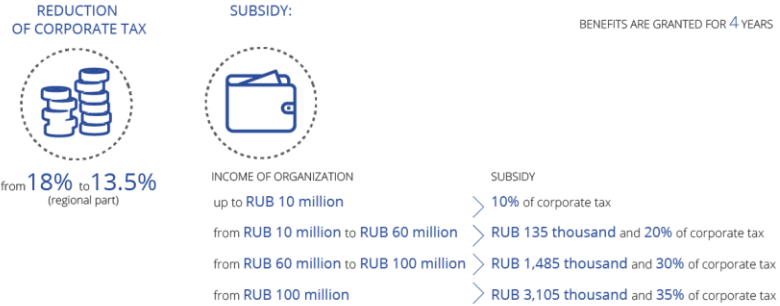 REDUCTION
OF CORPORATE TAX
SUBSIDY:
BENEFITS ARE GRANTED FOR 4 YEARS
from 18% to 13.5%
(regional part)
INCOME OF ORGANIZATION SUBSIDY
up to RUB 10 million 10% of corporate tax
from RUB 10 million to RUB 60 million RUB 135 thousand and 20% of corporate tax
from RUB 60 million to RUB 100 million RUB 1,485 thousand and 30% of corporate tax
from RUB 100 million RUB 3,105 thousand and 35% of corporate tax